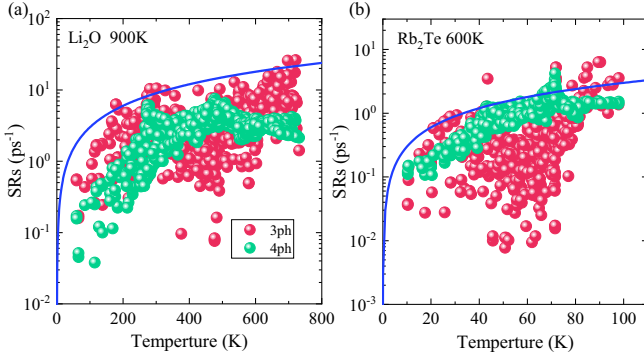 (a)
Li₂O 900K
SRs (ps⁻¹)
10²
10¹
10⁰
10⁻¹
10⁻²
3ph
4ph
0 200 400 600 800
Temperture (K)
(b)
Rb₂Te 600K
SRs (ps⁻¹)
10¹
10⁰
10⁻¹
10⁻²
10⁻³
0 20 40 60 80 100
Temperture (K)